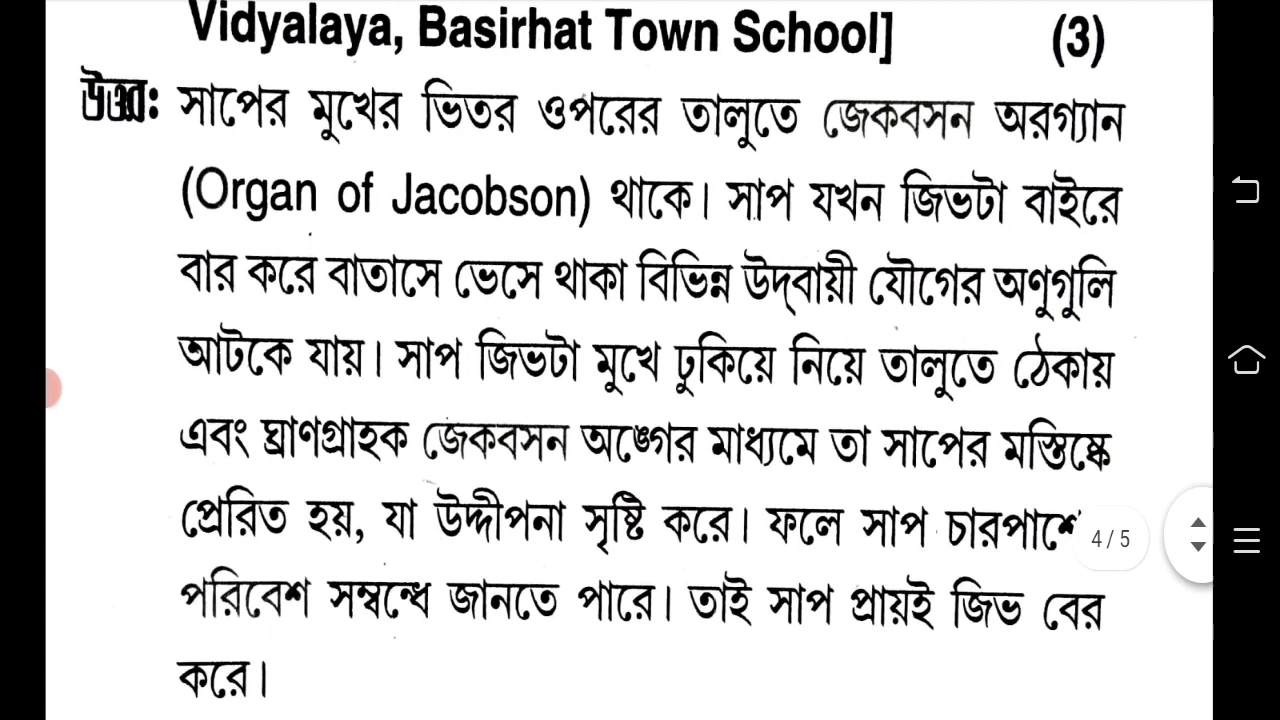 Vidyalaya, Basirhat Town School] (3)
উত্তর: সাপের মুখের ভিতর ওপরের তালুতে জেকবসন অরগ্যান
(Organ of Jacobson) থাকে। সাপ যখন জিভটা বাইরে
বার করে বাতাসে ভেসে থাকা বিভিন্ন উদ্‌বায়ী যৌগের অণুগুলি
আটকে যায়। সাপ জিভটা মুখে ঢুকিয়ে নিয়ে তালুতে ঠেকায়
এবং ঘ্রাণগ্রাহক জেকবসন অঙ্গের মাধ্যমে তা সাপের মস্তিষ্কে
প্রেরিত হয়, যা উদ্দীপনা সৃষ্টি করে। ফলে সাপ চারপাশে
4 / 5
পরিবেশ সম্বন্ধে জানতে পারে। তাই সাপ প্রায়ই জিভ বের
করে।